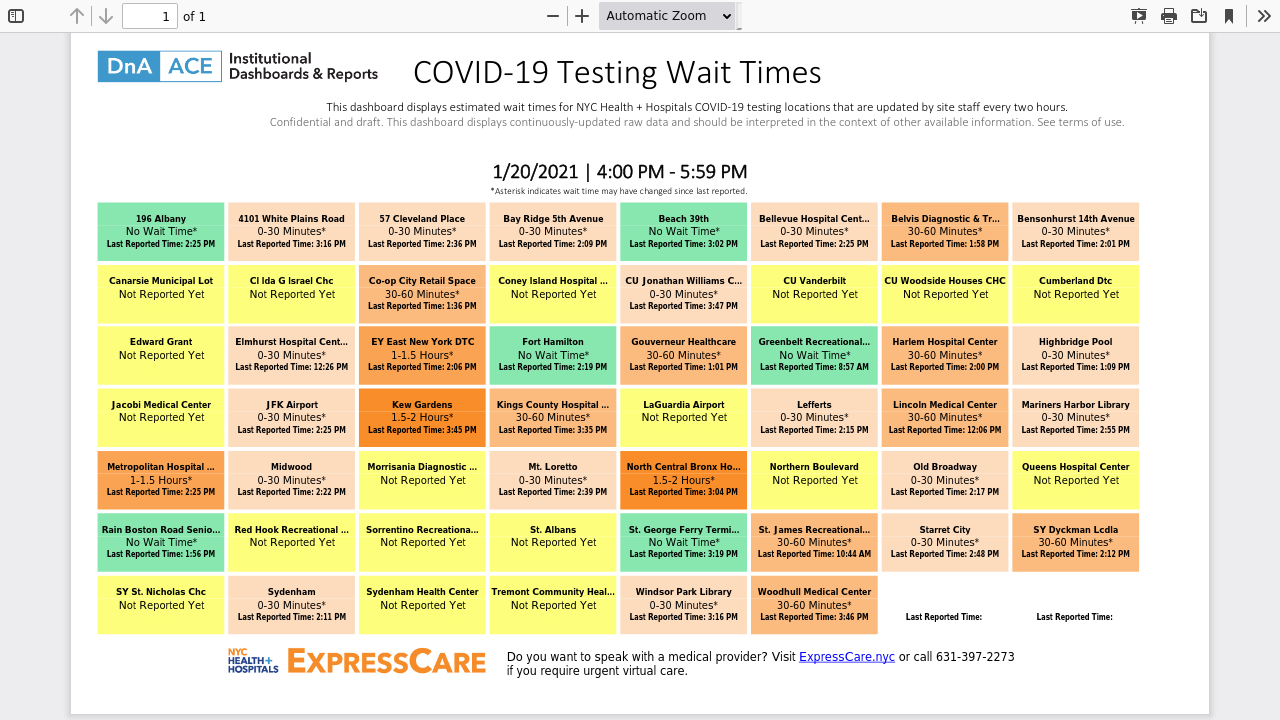 1 of 1
Automatic Zoom
DnA ACE Institutional
Dashboards & Reports
COVID-19 Testing Wait Times
This dashboard displays estimated wait times for NYC Health + Hospitals COVID-19 testing locations that are updated by site staff every two hours.
Confidential and draft. This dashboard displays continuously-updated raw data and should be interpreted in the context of other available information. See terms of use.
1/20/2021 | 4:00 PM - 5:59 PM
*Asterisk indicates wait time may have changed since last reported.
196 Albany
No Wait Time*
Last Reported Time: 2:25 PM
4101 White Plains Road
0-30 Minutes*
Last Reported Time: 3:16 PM
57 Cleveland Place
0-30 Minutes*
Last Reported Time: 2:36 PM
Bay Ridge 5th Avenue
0-30 Minutes*
Last Reported Time: 2:09 PM
Beach 39th
No Wait Time*
Last Reported Time: 3:02 PM
Bellevue Hospital Cent...
0-30 Minutes*
Last Reported Time: 2:25 PM
Belvis Diagnostic & Tr...
30-60 Minutes*
Last Reported Time: 1:58 PM
Bensonhurst 14th Avenue
0-30 Minutes*
Last Reported Time: 2:01 PM
Canarsie Municipal Lot
Not Reported Yet
Cl Ida G Israel Chc
Not Reported Yet
Co-op City Retail Space
30-60 Minutes*
Last Reported Time: 1:36 PM
Coney Island Hospital ...
Not Reported Yet
CU Jonathan Williams C...
0-30 Minutes*
Last Reported Time: 3:47 PM
CU Vanderbilt
Not Reported Yet
CU Woodside Houses CHC
Not Reported Yet
Cumberland Dtc
Not Reported Yet
Edward Grant
Not Reported Yet
Elmhurst Hospital Cent...
0-30 Minutes*
Last Reported Time: 12:26 PM
EY East New York DTC
1-1.5 Hours*
Last Reported Time: 2:06 PM
Fort Hamilton
No Wait Time*
Last Reported Time: 2:19 PM
Gouverneur Healthcare
30-60 Minutes*
Last Reported Time: 1:01 PM
Greenbelt Recreational...
No Wait Time*
Last Reported Time: 8:57 AM
Harlem Hospital Center
30-60 Minutes*
Last Reported Time: 2:00 PM
Highbridge Pool
0-30 Minutes*
Last Reported Time: 1:09 PM
Jacobi Medical Center
Not Reported Yet
JFK Airport
0-30 Minutes*
Last Reported Time: 2:25 PM
Kew Gardens
1.5-2 Hours*
Last Reported Time: 3:45 PM
Kings County Hospital ...
30-60 Minutes*
Last Reported Time: 3:35 PM
LaGuardia Airport
Not Reported Yet
Lefferts
0-30 Minutes*
Last Reported Time: 2:15 PM
Lincoln Medical Center
30-60 Minutes*
Last Reported Time: 12:06 PM
Mariners Harbor Library
0-30 Minutes*
Last Reported Time: 2:55 PM
Metropolitan Hospital ...
1-1.5 Hours*
Last Reported Time: 2:25 PM
Midwood
0-30 Minutes*
Last Reported Time: 2:22 PM
Morrisania Diagnostic ...
Not Reported Yet
Mt. Loretto
0-30 Minutes*
Last Reported Time: 2:39 PM
North Central Bronx Ho...
1.5-2 Hours*
Last Reported Time: 3:04 PM
Northern Boulevard
Not Reported Yet
Old Broadway
0-30 Minutes*
Last Reported Time: 2:17 PM
Queens Hospital Center
Not Reported Yet
Rain Boston Road Senio...
No Wait Time*
Last Reported Time: 1:56 PM
Red Hook Recreational ...
Not Reported Yet
Sorrentino Recreationa...
Not Reported Yet
St. Albans
Not Reported Yet
St. George Ferry Termi...
No Wait Time*
Last Reported Time: 3:19 PM
St. James Recreational...
30-60 Minutes*
Last Reported Time: 10:44 AM
Starret City
0-30 Minutes*
Last Reported Time: 2:48 PM
SY Dyckman Lcdla
30-60 Minutes*
Last Reported Time: 2:12 PM
SY St. Nicholas Chc
Not Reported Yet
Sydenham
0-30 Minutes*
Last Reported Time: 2:11 PM
Sydenham Health Center
Not Reported Yet
Tremont Community Heal...
Not Reported Yet
Windsor Park Library
0-30 Minutes*
Last Reported Time: 3:16 PM
Woodhull Medical Center
30-60 Minutes*
Last Reported Time: 3:46 PM
Last Reported Time:
Last Reported Time:
NYC
HEALTH+
HOSPITALS
EXPRESSCARE
Do you want to speak with a medical provider? Visit ExpressCare.nyc or call 631-397-2273
if you require urgent virtual care.